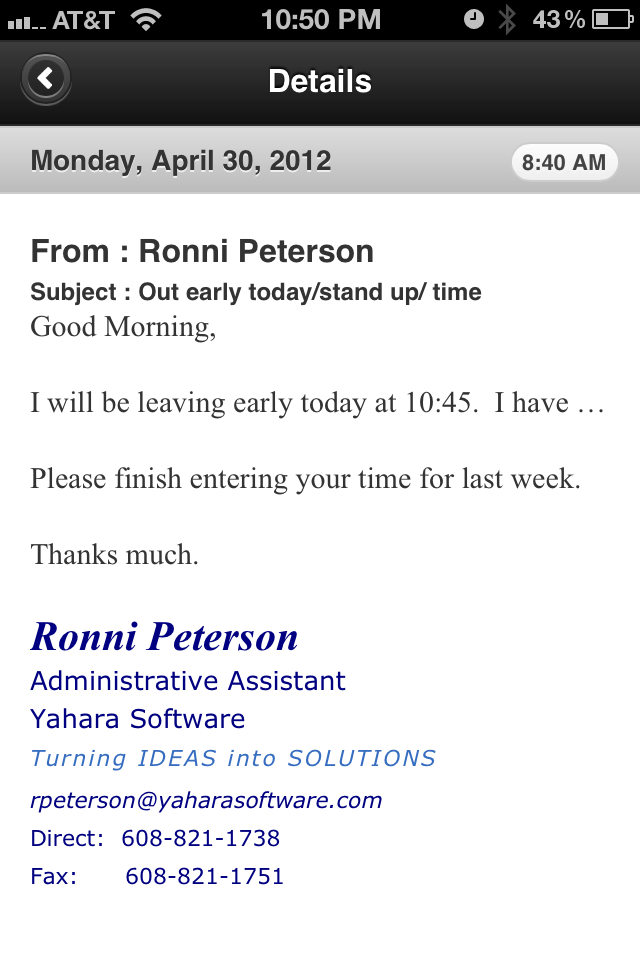 AT&T 10:50 PM 43%
Details
Monday, April 30, 2012 8:40 AM
From : Ronni Peterson
Subject : Out early today/stand up/ time
Good Morning,
I will be leaving early today at 10:45.  I have …
Please finish entering your time for last week.
Thanks much.
Ronni Peterson
Administrative Assistant
Yahara Software
Turning IDEAS into SOLUTIONS
rpeterson@yaharasoftware.com
Direct:  608-821-1738
Fax:      608-821-1751